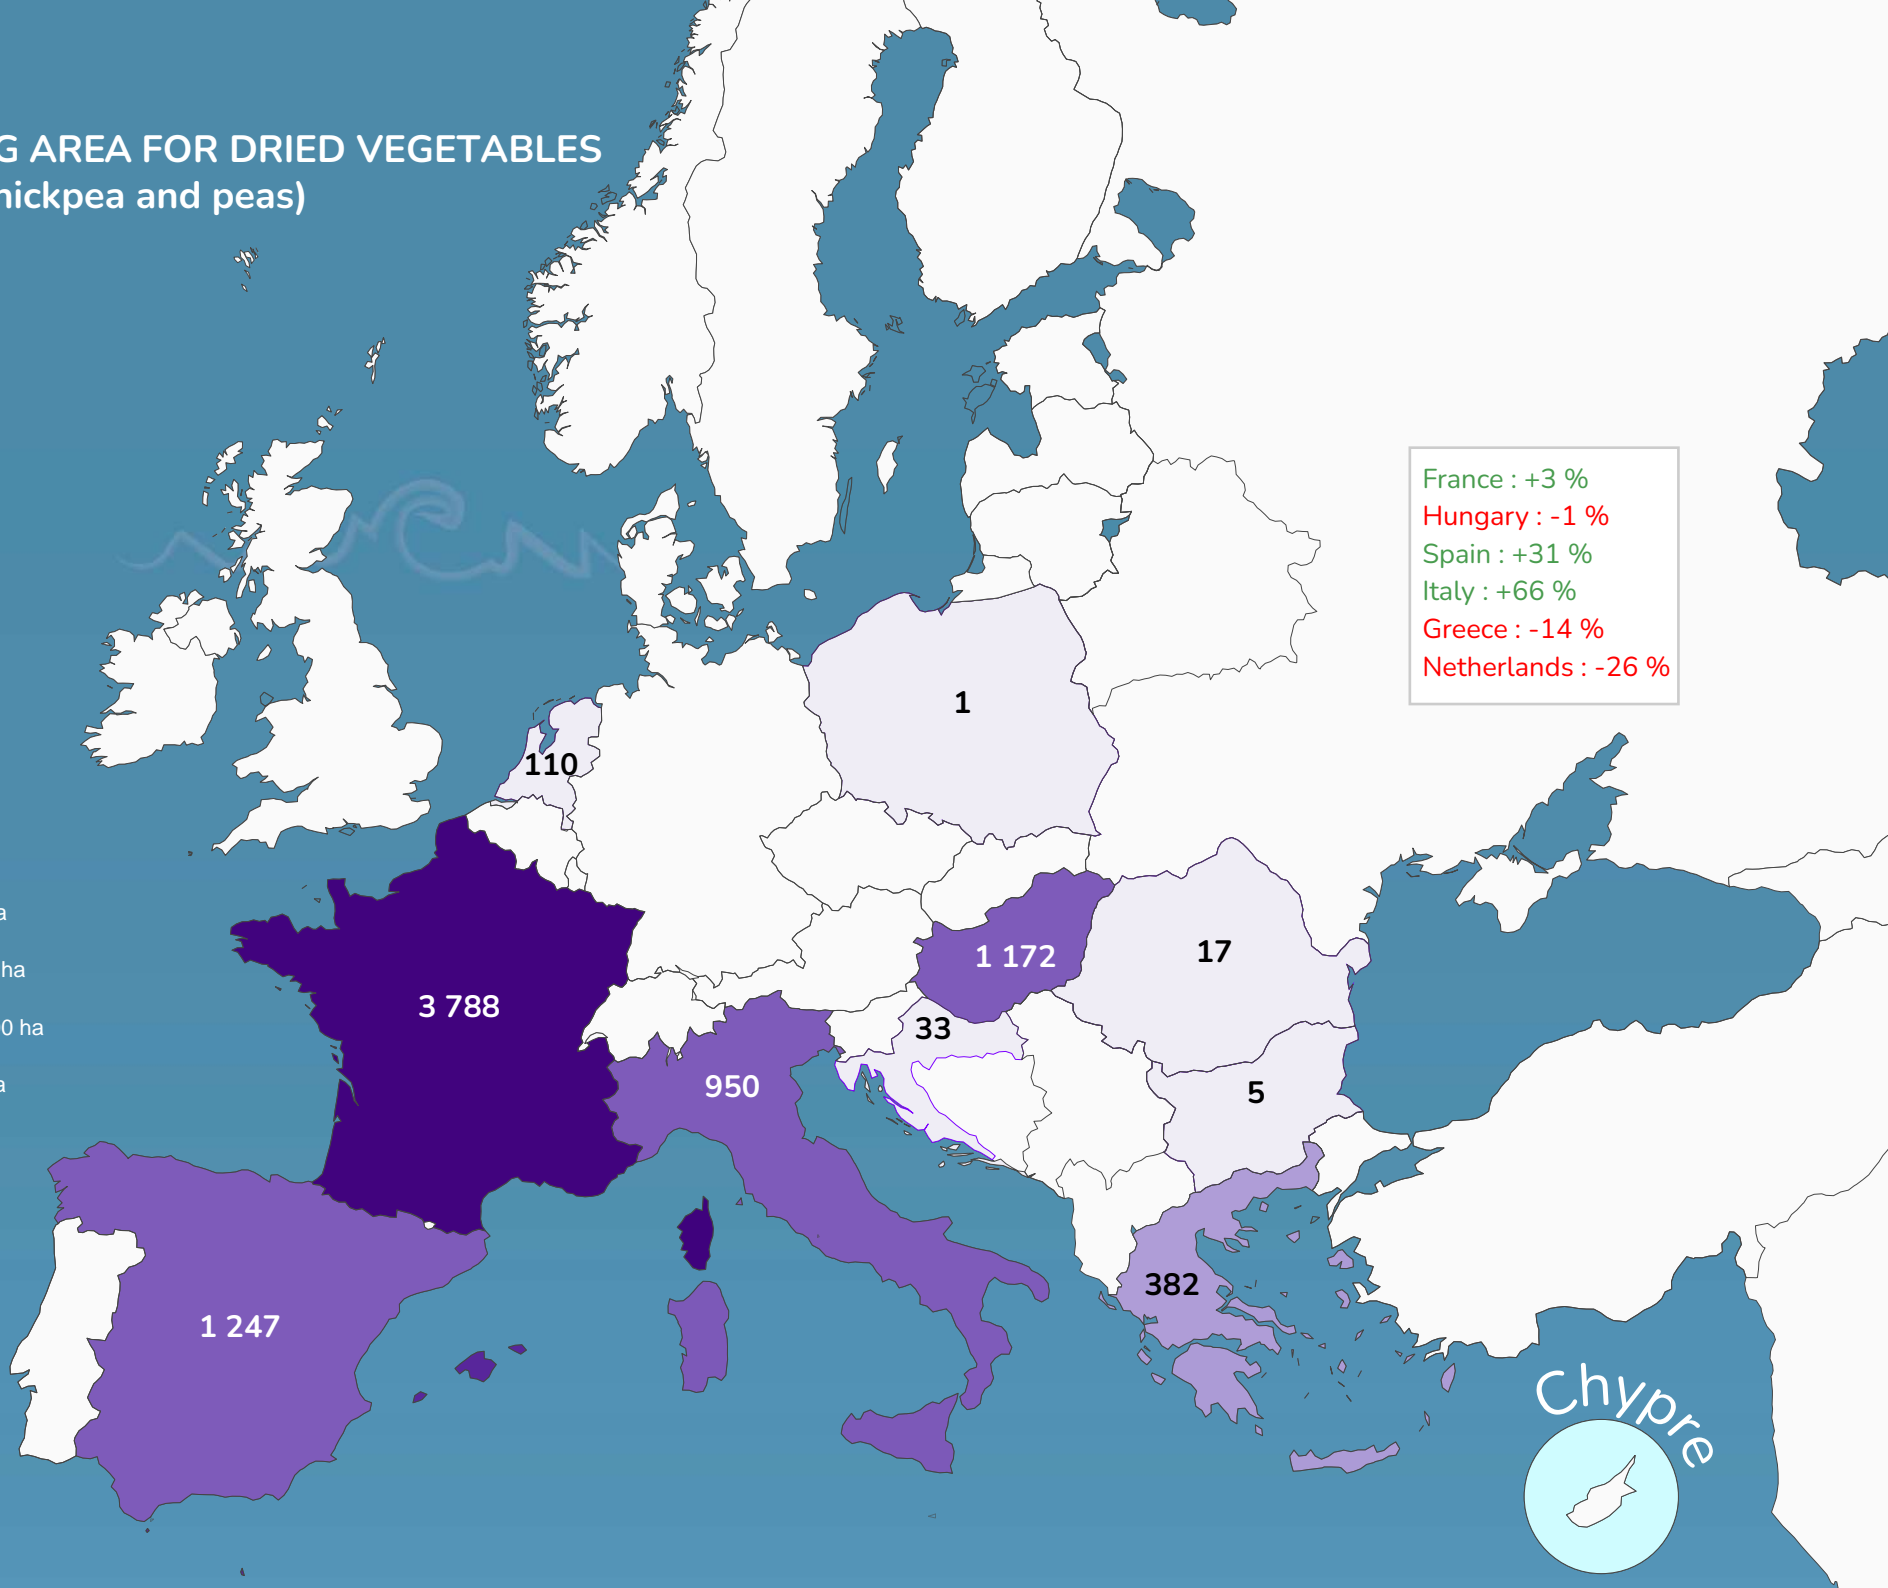 G AREA FOR DRIED VEGETABLES
hickpea and peas)
France : +3 %
Hungary : -1 %
Spain : +31 %
Italy : +66 %
Greece : -14 %
Netherlands : -26 %
1
110
a
ha
0 ha
a
1 172
17
3 788
33
950
5
382
1 247
Chypre